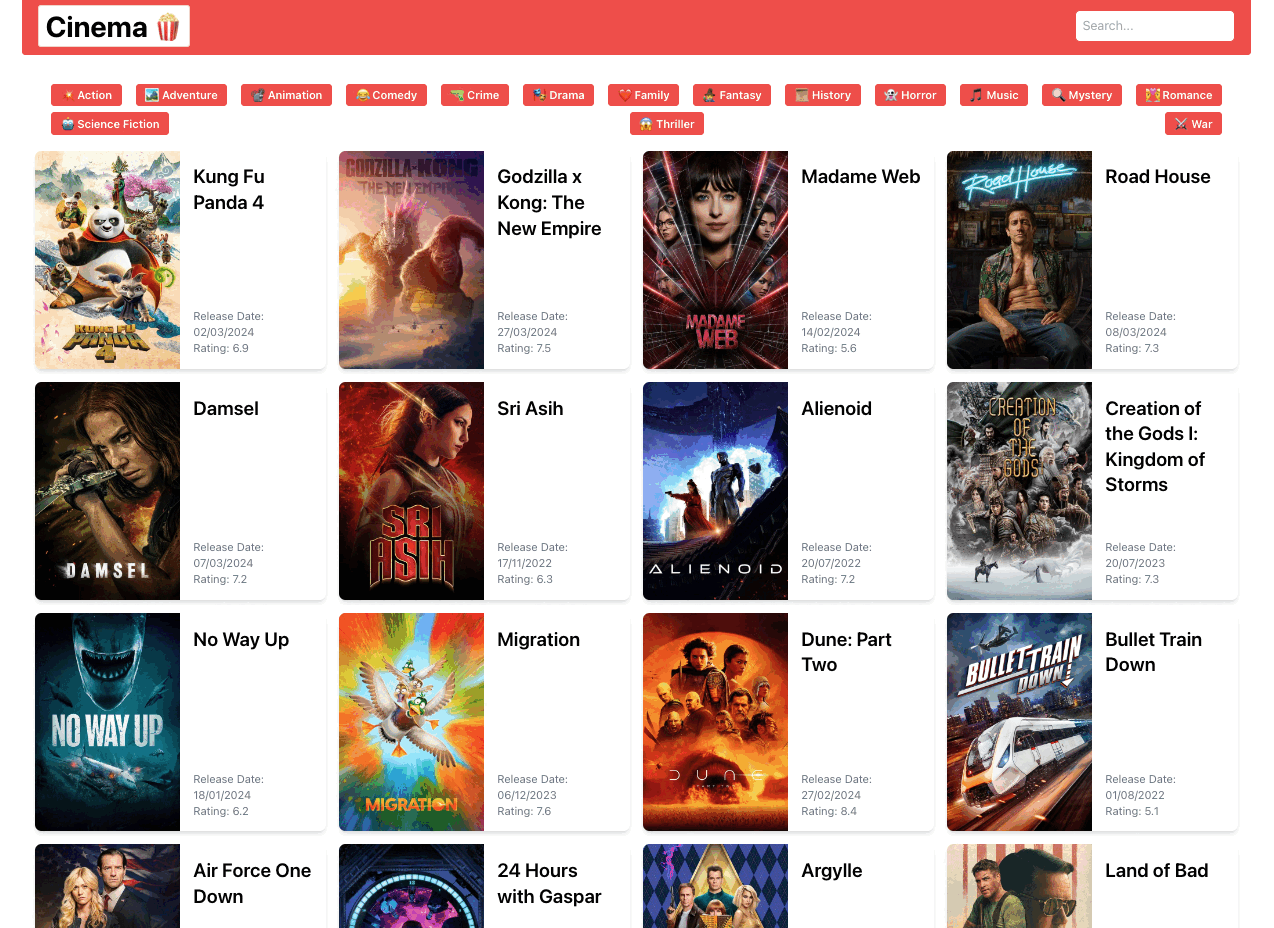 Cinema 🍿
Search...
💥 Action
🏞️ Adventure
📽️ Animation
😂 Comedy
🔫 Crime
🎭 Drama
❤️ Family
History
👻 Horror
🎵 Music
🔍 Mystery
Romance
Fantasy
Science Fiction
😱 Thriller
⚔️ War
KUNG FU
PANDA
4
Kung Fu
Panda 4
Release Date:
02/03/2024
Rating: 6.9
GODZILLA x KONG
THE NEW EMPIRE
Godzilla x
Kong: The
New Empire
Release Date:
27/03/2024
Rating: 7.5
MADAME
WEB
Madame Web
Release Date:
14/02/2024
Rating: 5.6
Road House
Road House
Release Date:
08/03/2024
Rating: 7.3
DAMSEL
Damsel
Release Date:
07/03/2024
Rating: 7.2
SRI
ASIH
Sri Asih
Release Date:
17/11/2022
Rating: 6.3
ALIENOID
Alienoid
Release Date:
20/07/2022
Rating: 7.2
CREATION
OF
THE
GODS
Creation of
the Gods I:
Kingdom of
Storms
Release Date:
20/07/2023
Rating: 7.3
NO WAY UP
No Way Up
Release Date:
18/01/2024
Rating: 6.2
MIGRATION
Migration
Release Date:
06/12/2023
Rating: 7.6
DUNE
Dune: Part
Two
Release Date:
27/02/2024
Rating: 8.4
BULLET TRAIN
DOWN
Bullet Train
Down
Release Date:
01/08/2022
Rating: 5.1
Air Force One
Down
24 Hours
with Gaspar
Argylle
Land of Bad